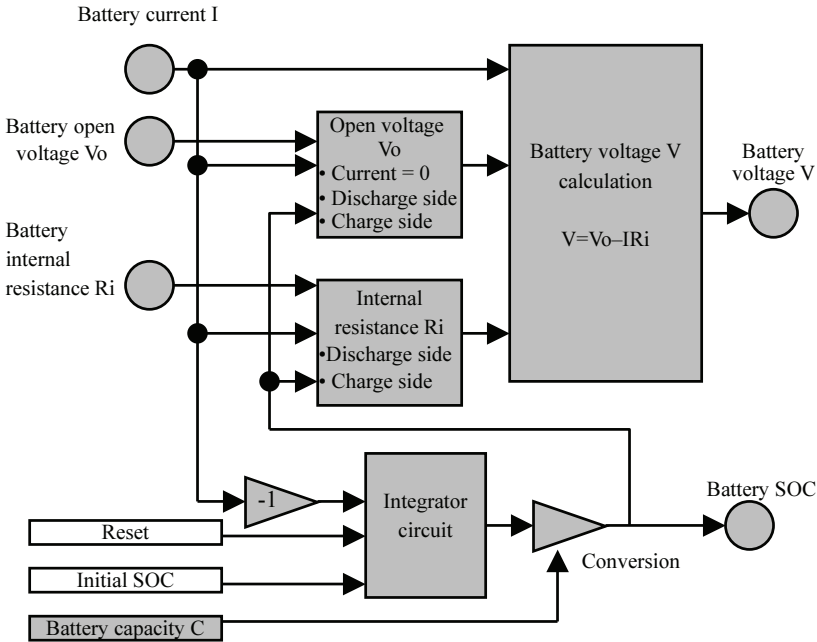 Battery current I
Battery open
voltage Vo
Battery
internal
resistance Ri
Open voltage
Vo
• Current = 0
• Discharge side
• Charge side
Internal
resistance Ri
•Discharge side
• Charge side
Battery voltage V
calculation
V=Vo–IRi
Battery
voltage V
-1
Integrator
circuit
Conversion
Battery SOC
Reset
Initial SOC
Battery capacity C